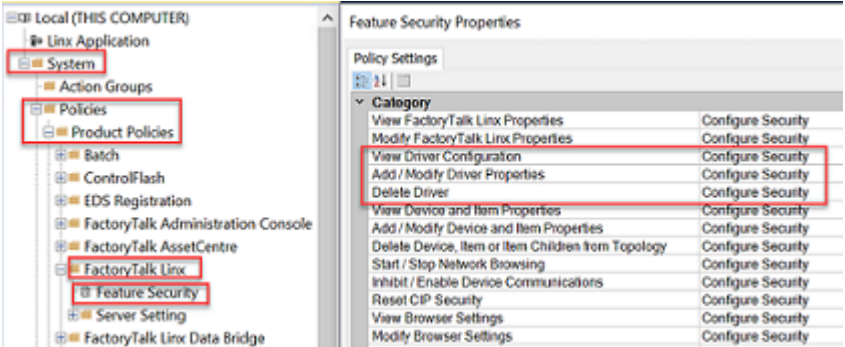 Local (THIS COMPUTER)
Linx Application
System
Action Groups
Policies
Product Policies
Batch
ControlFlash
EDS Registration
FactoryTalk Administration Console
FactoryTalk AssetCentre
FactoryTalk Linx
Feature Security
Server Setting
FactoryTalk Linx Data Bridge
Feature Security Properties
Policy Settings
Category
View FactoryTalk Linx Properties Configure Security
Modify FactoryTalk Linx Properties Configure Security
View Driver Configuration Configure Security
Add / Modify Driver Properties Configure Security
Delete Driver Configure Security
View Device and Item Properties Configure Security
Add / Modify Device and Item Properties Configure Security
Delete Device, Item or Item Children from Topology Configure Security
Start / Stop Network Browsing Configure Security
Inhibit / Enable Device Communications Configure Security
Reset CIP Security Configure Security
View Browser Settings Configure Security
Modify Browser Settings Configure Security